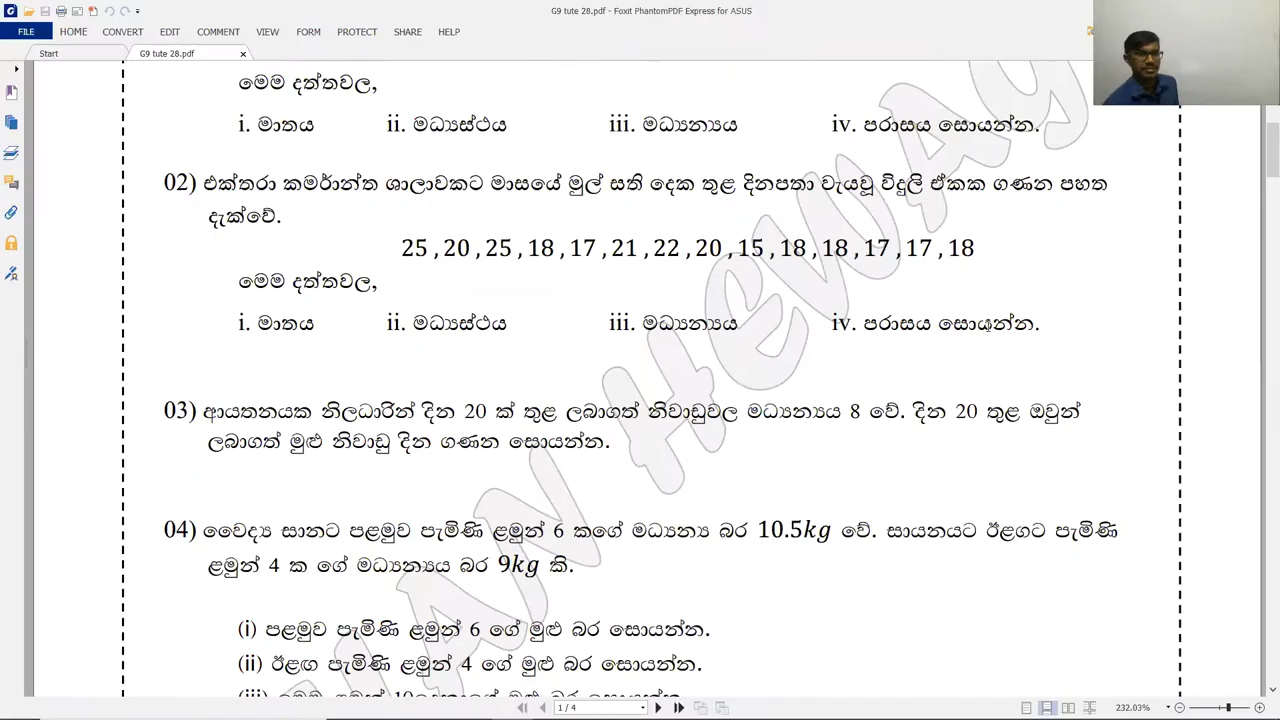 G9 tute 28.pdf - Foxit PhantomPDF Express for ASUS
FILE HOME CONVERT EDIT COMMENT VIEW FORM PROTECT SHARE HELP
Start G9 tute 28.pdf
මෙම දත්තවල,
i. මාතය ii. මධ්‍යස්ථය iii. මධ්‍යන්‍යය iv. පරාසය සොයන්න.
02) එක්තරා කර්මාන්ත ශාලාවකට මාසයේ මුල් සති දෙක තුළ දිනපතා වැයවූ විදුලි ඒකක ගණන පහත
දැක්වේ.
25 , 20 , 25 , 18 , 17 , 21 , 22 , 20 , 15 , 18 , 18 , 17 , 17 , 18
මෙම දත්තවල,
i. මාතය ii. මධ්‍යස්ථය iii. මධ්‍යන්‍යය iv. පරාසය සොයන්න.
03) ආයතනයක නිලධාරින් දින 20 ක් තුළ ලබාගත් නිවාඩුවල මධ්‍යන්‍යය 8 වේ. දින 20 තුළ ඔවුන්
ලබාගත් මුළු නිවාඩු දින ගණන සොයන්න.
04) වෛද්‍ය සානට පළමුව පැමිණි ළමුන් 6 කගේ මධ්‍යන්‍ය බර 10.5kg වේ. සායනයට ඊළගට පැමිණි
ළමුන් 4 ක ගේ මධ්‍යන්‍යය බර 9kg කි.
(i) පළමුව පැමිණි ළමුන් 6 ගේ මුළු බර සොයන්න.
(ii) ඊළඟ පැමිණි ළමුන් 4 ගේ මුළු බර සොයන්න.
1 / 4
232.03%